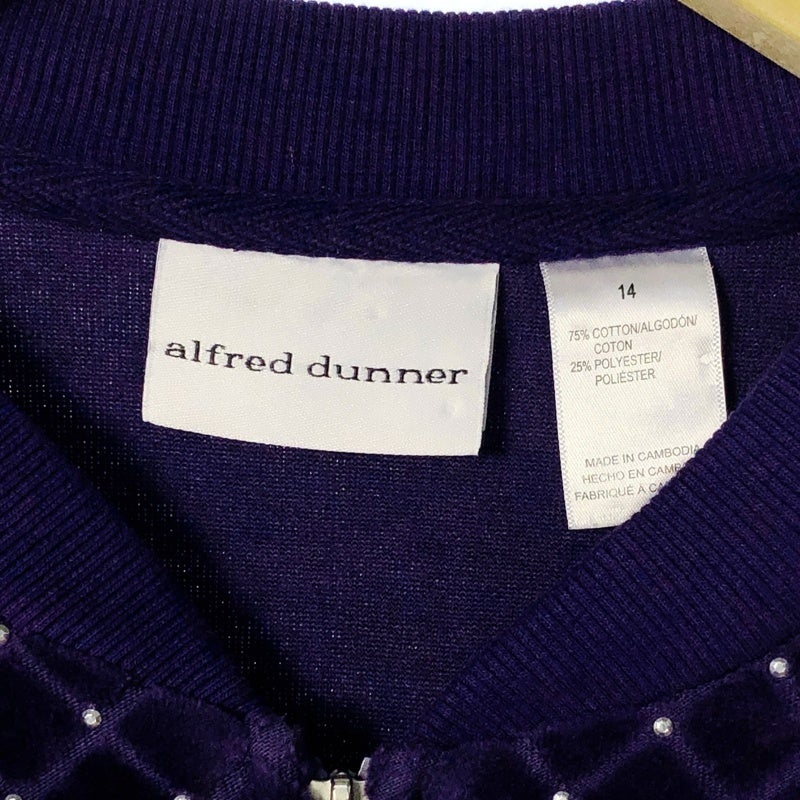 alfred dunner
14
75% COTTON/ALGODÓN/
COTON
25% POLYESTER/
POLIÉSTER
MADE IN CAMBODIA
HECHO EN
FABRIQUÉ À